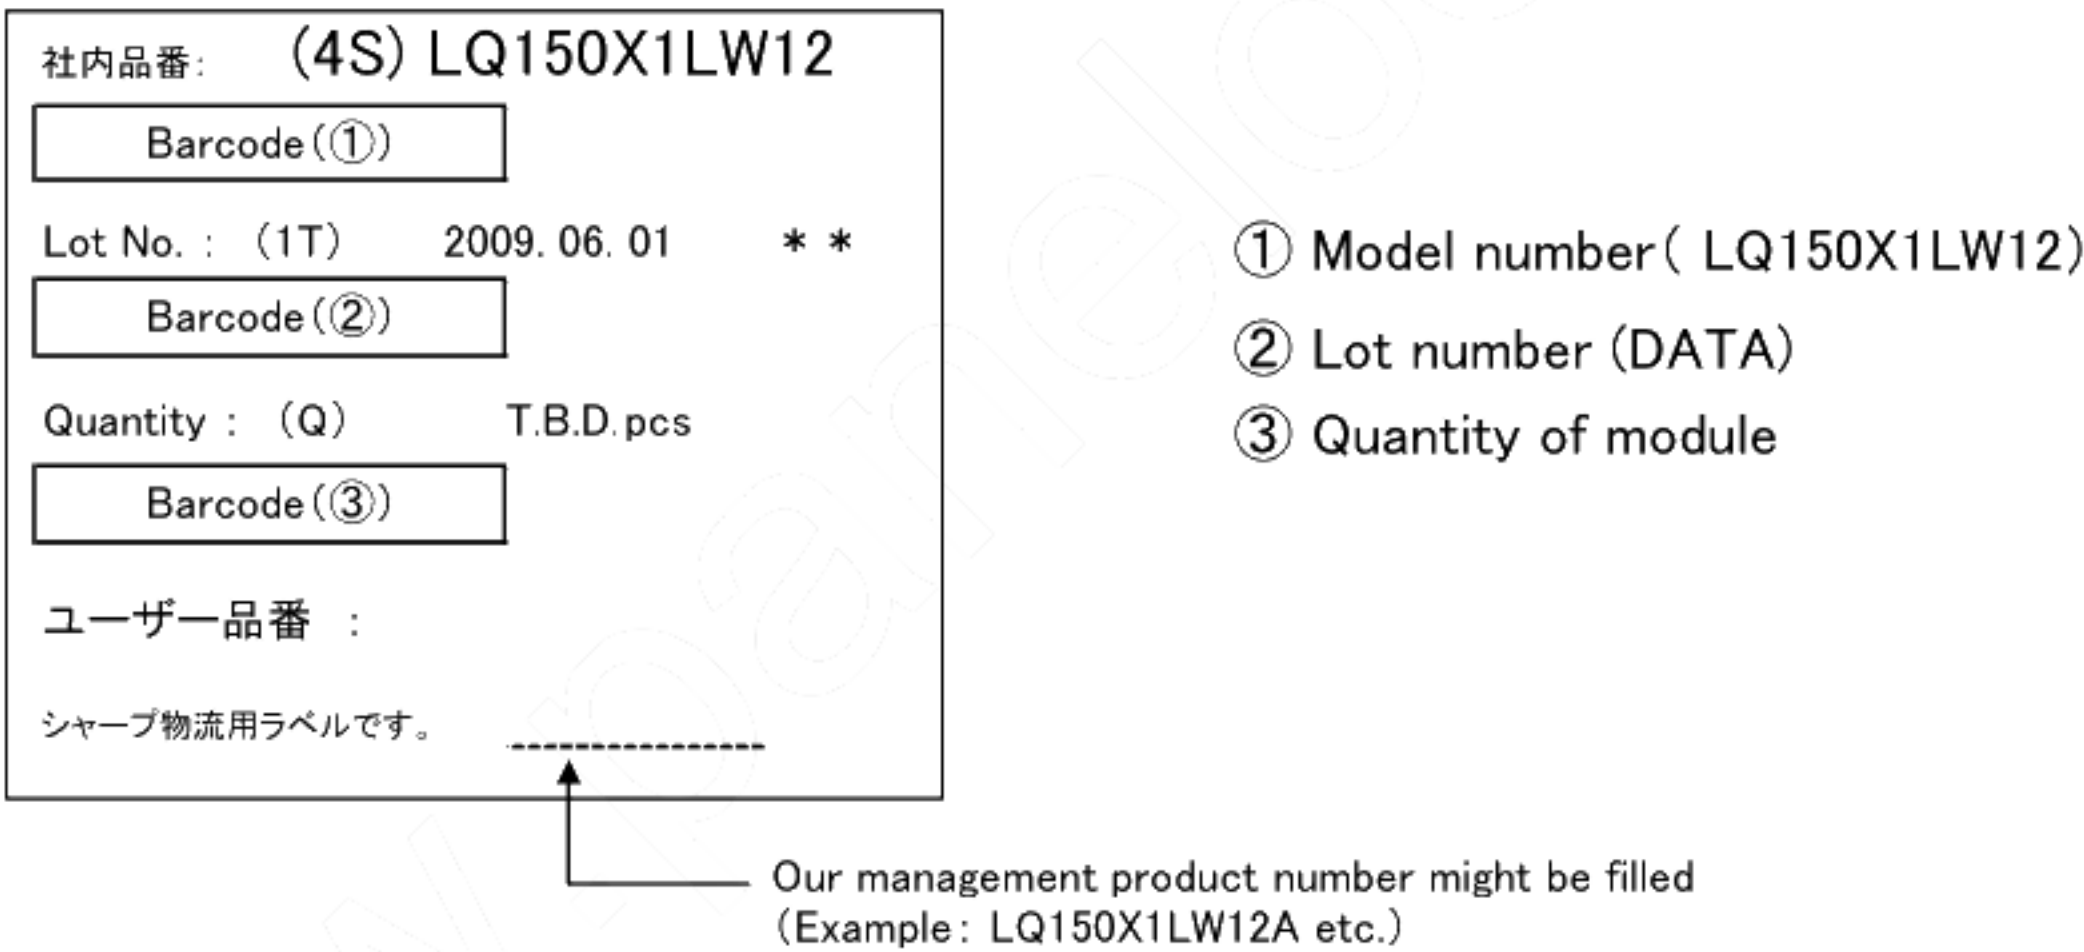 社内品番: (4S) LQ150X1LW12
Barcode(①)
Lot No. : (1T) 2009. 06. 01 * *
Barcode(②)
Quantity : (Q) T.B.D. pcs
Barcode(③)
ユーザー品番 :
シャープ物流用ラベルです。
① Model number( LQ150X1LW12)
② Lot number (DATA)
③ Quantity of module
Our management product number might be filled
(Example: LQ150X1LW12A etc.)